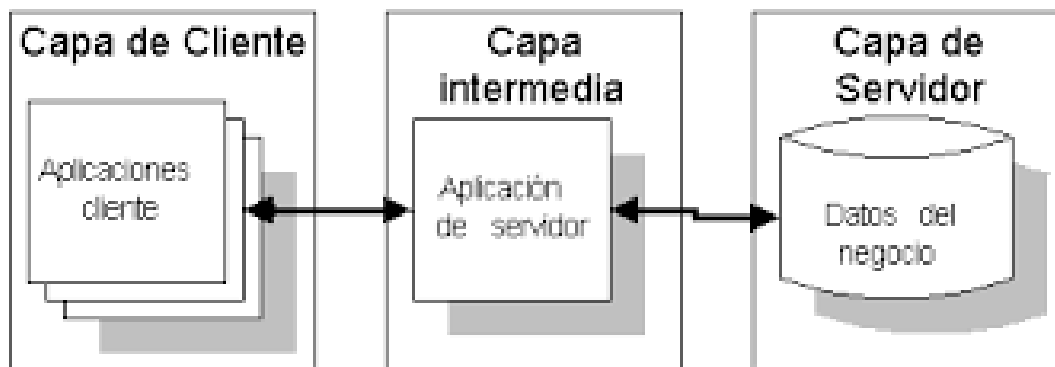 Capa de Cliente
Aplicaciones
cliente
Capa
intermedia
Aplicación
de servidor
Capa de
Servidor
Datos del
negocio